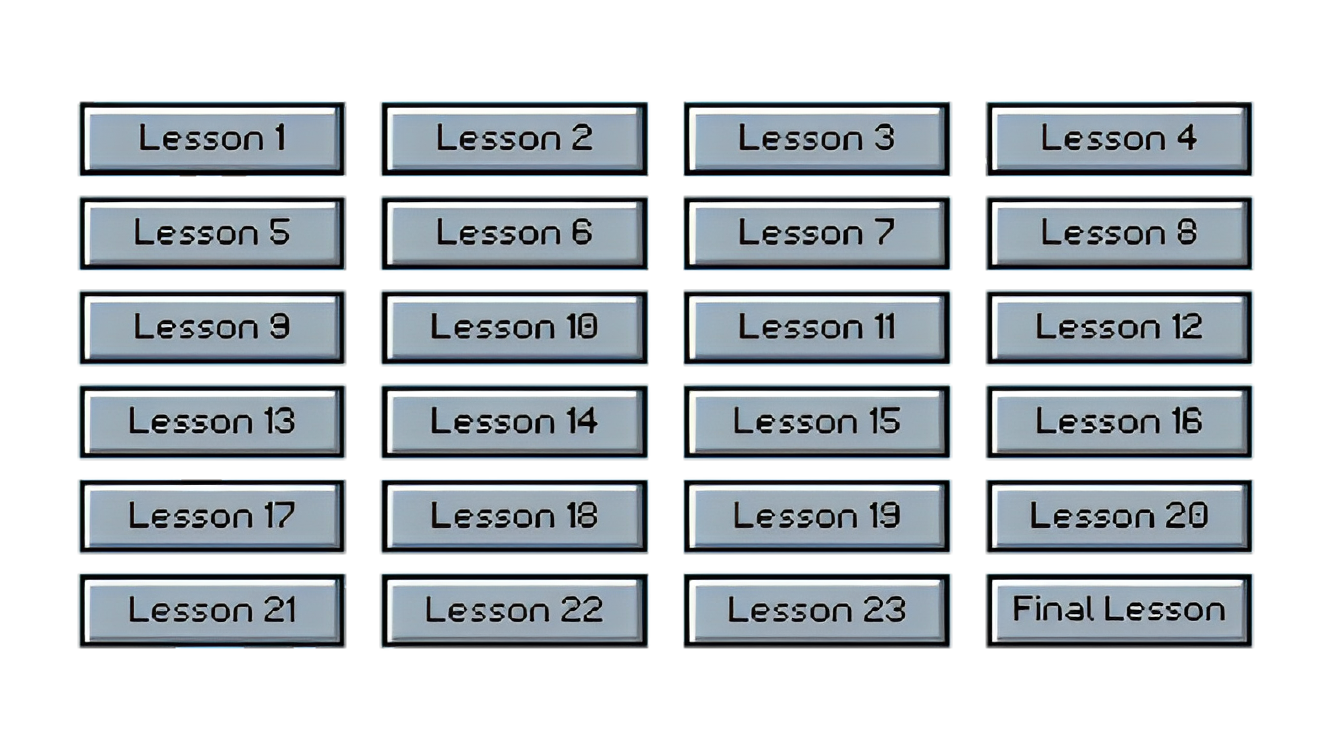 Lesson 1
Lesson 2
Lesson 3
Lesson 4
Lesson 5
Lesson 6
Lesson 7
Lesson 8
Lesson 9
Lesson 10
Lesson 11
Lesson 12
Lesson 13
Lesson 14
Lesson 15
Lesson 16
Lesson 17
Lesson 18
Lesson 19
Lesson 20
Lesson 21
Lesson 22
Lesson 23
Final Lesson